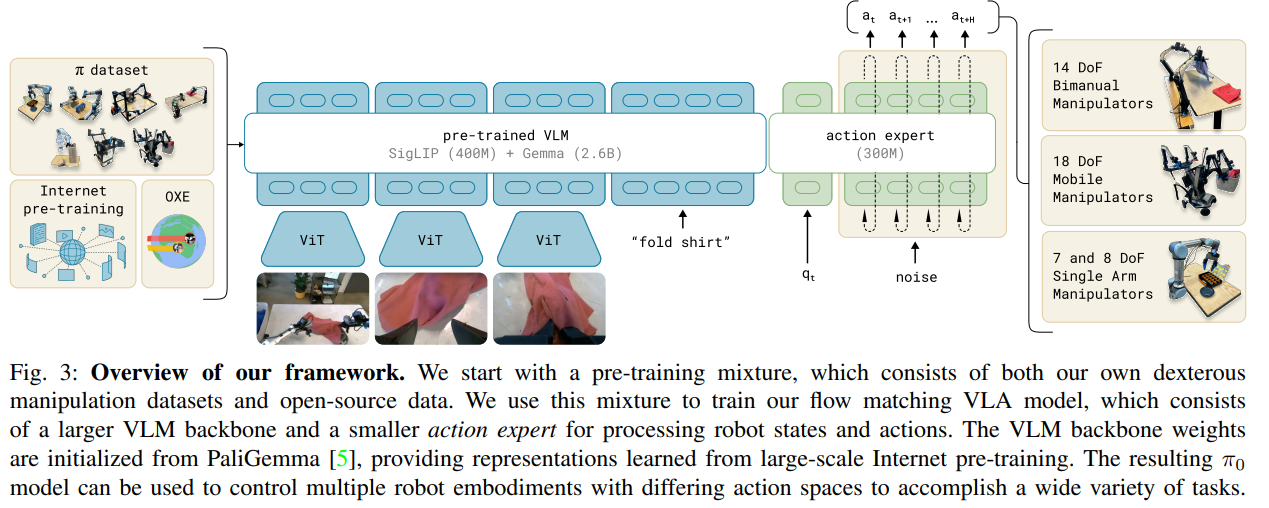 π dataset
Internet
pre-training
OXE
pre-trained VLM
SigLIP (400M) + Gemma (2.6B)
ViT
ViT
ViT
"fold shirt"
action expert
(300M)
qt
noise
at at+1 ... at+H
14 DoF
Bimanual
Manipulators
18 DoF
Mobile
Manipulators
7 and 8 DoF
Single Arm
Manipulators
Fig. 3: Overview of our framework. We start with a pre-training mixture, which consists of both our own dexterous
manipulation datasets and open-source data. We use this mixture to train our flow matching VLA model, which consists
of a larger VLM backbone and a smaller action expert for processing robot states and actions. The VLM backbone weights
are initialized from PaliGemma [5], providing representations learned from large-scale Internet pre-training. The resulting π0
model can be used to control multiple robot embodiments with differing action spaces to accomplish a wide variety of tasks.